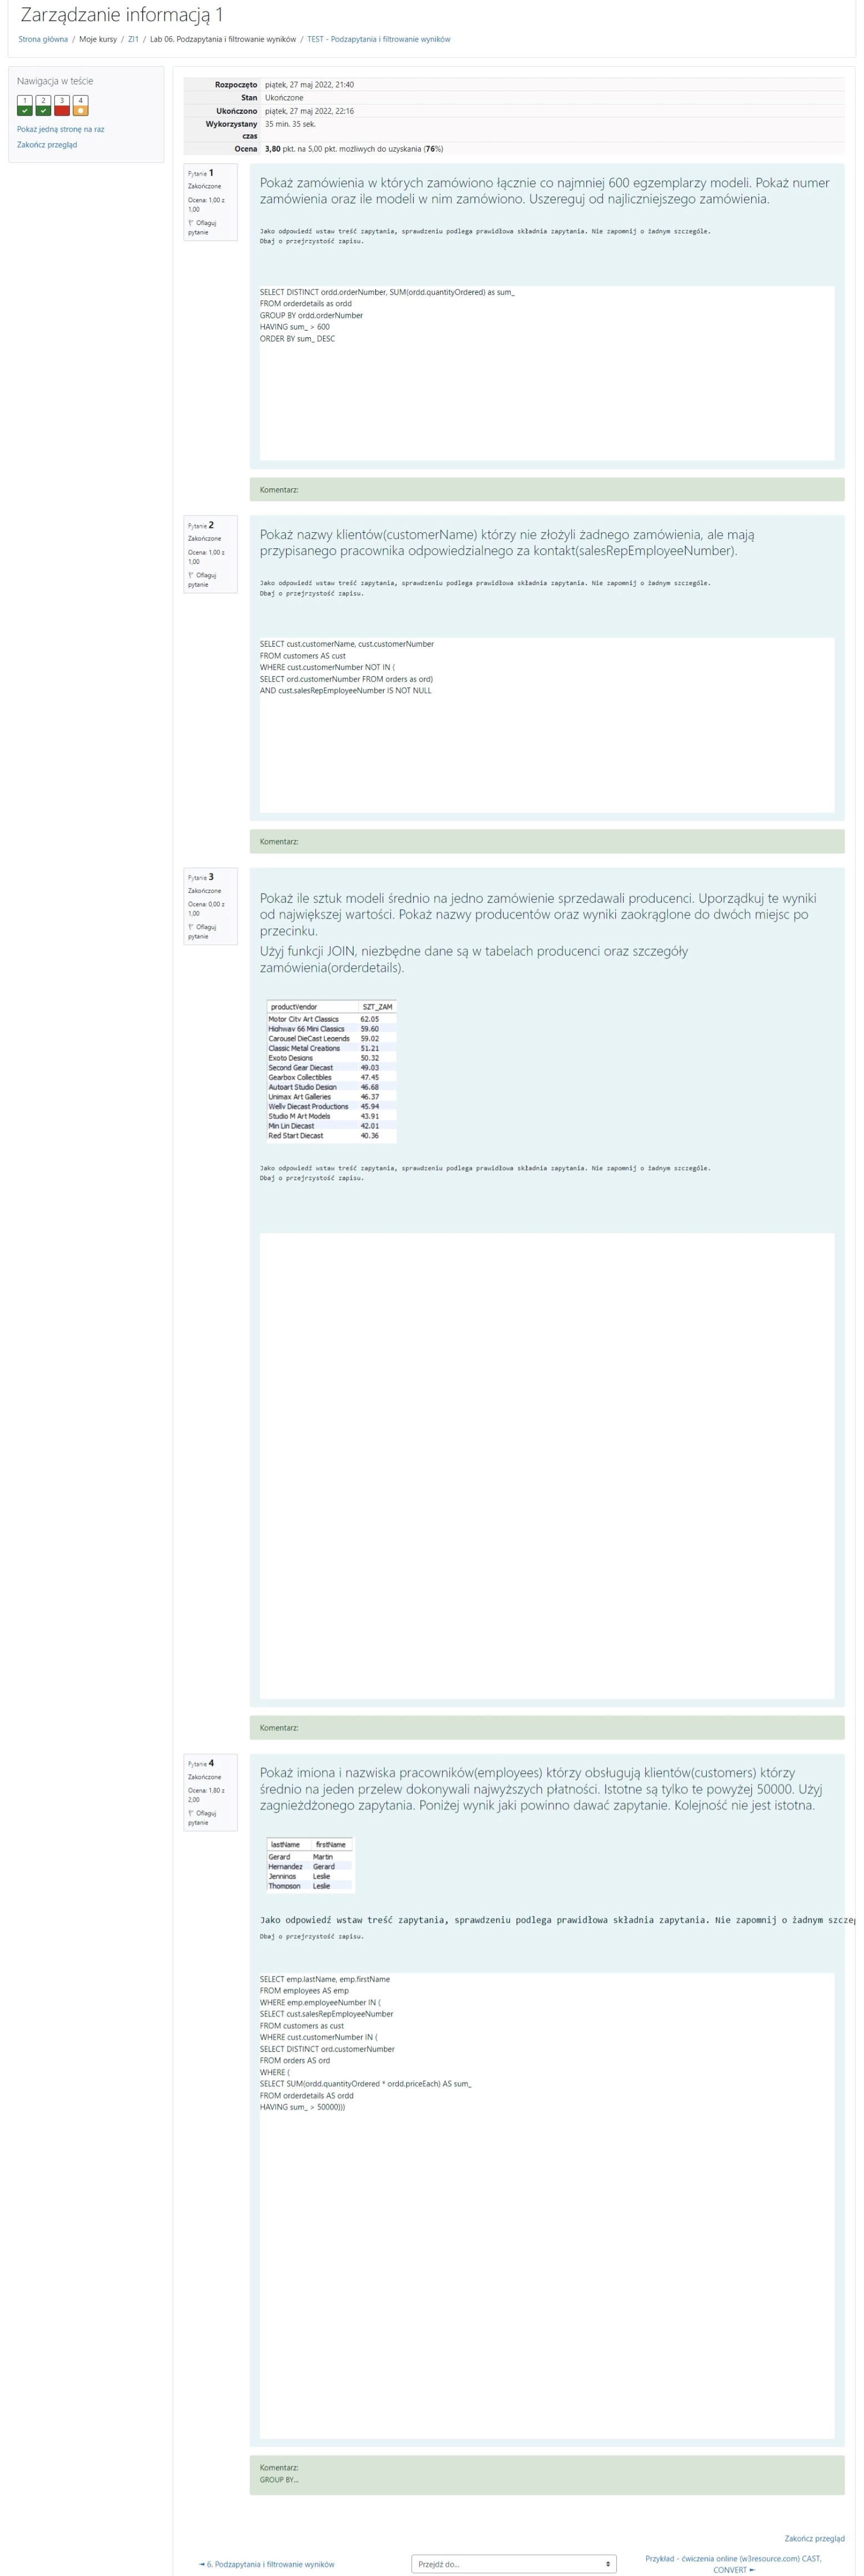 Zarządzanie informacją 1
Strona główna / Moje kursy / ZI1 / Lab 06. Podzapytania i filtrowanie wyników / TEST - Podzapytania i filtrowanie wyników
Nawigacja w teście
1 2 3 4
Pokaż jedną stronę na raz
Zakończ przegląd
Rozpoczęto piątek, 27 maj 2022, 21:40
Stan Ukończone
Ukończono piątek, 27 maj 2022, 22:16
Wykorzystany czas 35 min. 35 sek.
Ocena 3,80 pkt. na 5,00 pkt. możliwych do uzyskania (76%)
Pytanie 1
Zakończone
Ocena: 1,00 z
1,00
Oflaguj
pytanie
Pokaż zamówienia w których zamówiono łącznie co najmniej 600 egzemplarzy modeli. Pokaż numer
zamówienia oraz ile modeli w nim zamówiono. Uszereguj od najliczniejszego zamówienia.
Jako odpowiedź wstaw treść zapytania, sprawdzeniu podlega prawidłowa składnia zapytania. Nie zapomnij o żadnym szczególe.
Dbaj o przejrzystość zapisu.
SELECT DISTINCT ordd.orderNumber, SUM(ordd.quantityOrdered) as sum_
FROM orderdetails as ordd
GROUP BY ordd.orderNumber
HAVING sum_ > 600
ORDER BY sum_ DESC
Komentarz:
Pytanie 2
Zakończone
Ocena: 1,00 z
1,00
Oflaguj
pytanie
Pokaż nazwy klientów(customerName) którzy nie złożyli żadnego zamówienia, ale mają
przypisanego pracownika odpowiedzialnego za kontakt(salesRepEmployeeNumber).
Jako odpowiedź wstaw treść zapytania, sprawdzeniu podlega prawidłowa składnia zapytania. Nie zapomnij o żadnym szczególe.
Dbaj o przejrzystość zapisu.
SELECT cust.customerName, cust.customerNumber
FROM customers AS cust
WHERE cust.customerNumber NOT IN (
SELECT ord.customerNumber FROM orders as ord)
AND cust.salesRepEmployeeNumber IS NOT NULL
Komentarz:
Pytanie 3
Zakończone
Ocena: 0,00 z
1,00
Oflaguj
pytanie
Pokaż ile sztuk modeli średnio na jedno zamówienie sprzedawali producenci. Uporządkuj te wyniki
od największej wartości. Pokaż nazwy producentów oraz wyniki zaokrąglone do dwóch miejsc po
przecinku.
Użyj funkcji JOIN, niezbędne dane są w tabelach producenci oraz szczegóły
zamówienia(orderdetails).
productVendor SZT_ZAM
Motor City Art Classics 62.05
Highway 66 Mini Classics 59.60
Carousel DieCast Legends 59.02
Classic Metal Creations 51.21
Exoto Designs 50.32
Second Gear Diecast 49.03
Gearbox Collectibles 47.45
Autoart Studio Design 46.68
Unimax Art Galleries 46.37
Welly Diecast Productions 45.94
Studio M Art Models 43.91
Min Lin Diecast 42.01
Red Start Diecast 40.36
Jako odpowiedź wstaw treść zapytania, sprawdzeniu podlega prawidłowa składnia zapytania. Nie zapomnij o żadnym szczególe.
Dbaj o przejrzystość zapisu.
Komentarz:
Pytanie 4
Zakończone
Ocena: 1,80 z
2,00
Oflaguj
pytanie
Pokaż imiona i nazwiska pracowników(employees) którzy obsługują klientów(customers) którzy
średnio na jeden przelew dokonywali najwyższych płatności. Istotne są tylko te powyżej 50000. Użyj
zagnieżdżonego zapytania. Poniżej wynik jaki powinno dawać zapytanie. Kolejność nie jest istotna.
lastName firstName
Gerard Martin
Hernandez Gerard
Jennings Leslie
Thompson Leslie
Jako odpowiedź wstaw treść zapytania, sprawdzeniu podlega prawidłowa składnia zapytania. Nie zapomnij o żadnym szczeg
Dbaj o przejrzystość zapisu.
SELECT emp.lastName, emp.firstName
FROM employees AS emp
WHERE emp.employeeNumber IN (
SELECT cust.salesRepEmployeeNumber
FROM customers as cust
WHERE cust.customerNumber IN (
SELECT DISTINCT ord.customerNumber
FROM orders AS ord
WHERE (
SELECT SUM(ordd.quantityOrdered * ordd.priceEach) AS sum_
FROM orderdetails AS ordd
HAVING sum_ > 50000)))
Komentarz:
GROUP BY...
Zakończ przegląd
◄ 6. Podzapytania i filtrowanie wyników
Przejdź do...
Przykład - ćwiczenia online (w3resource.com) CAST,
CONVERT ►